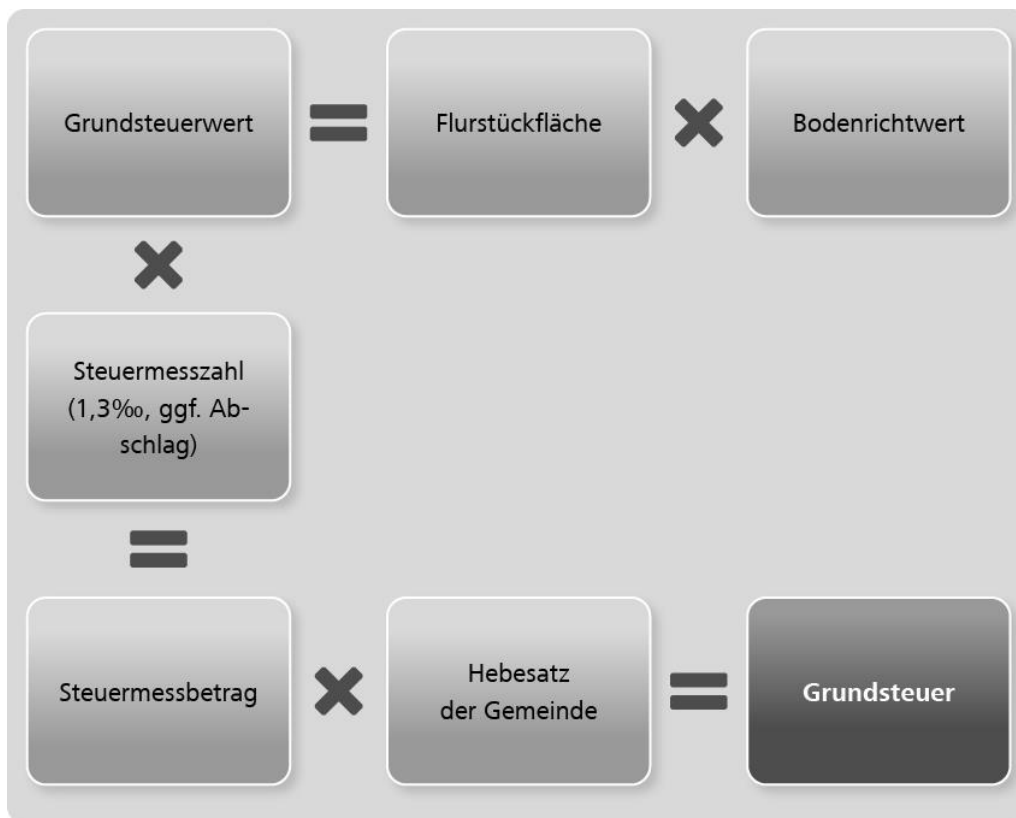 Grundsteuerwert
Flurstückfläche
Bodenrichtwert
Steuermesszahl
(1,3‰, ggf. Ab-
schlag)
Steuermessbetrag
Hebesatz
der Gemeinde
Grundsteuer